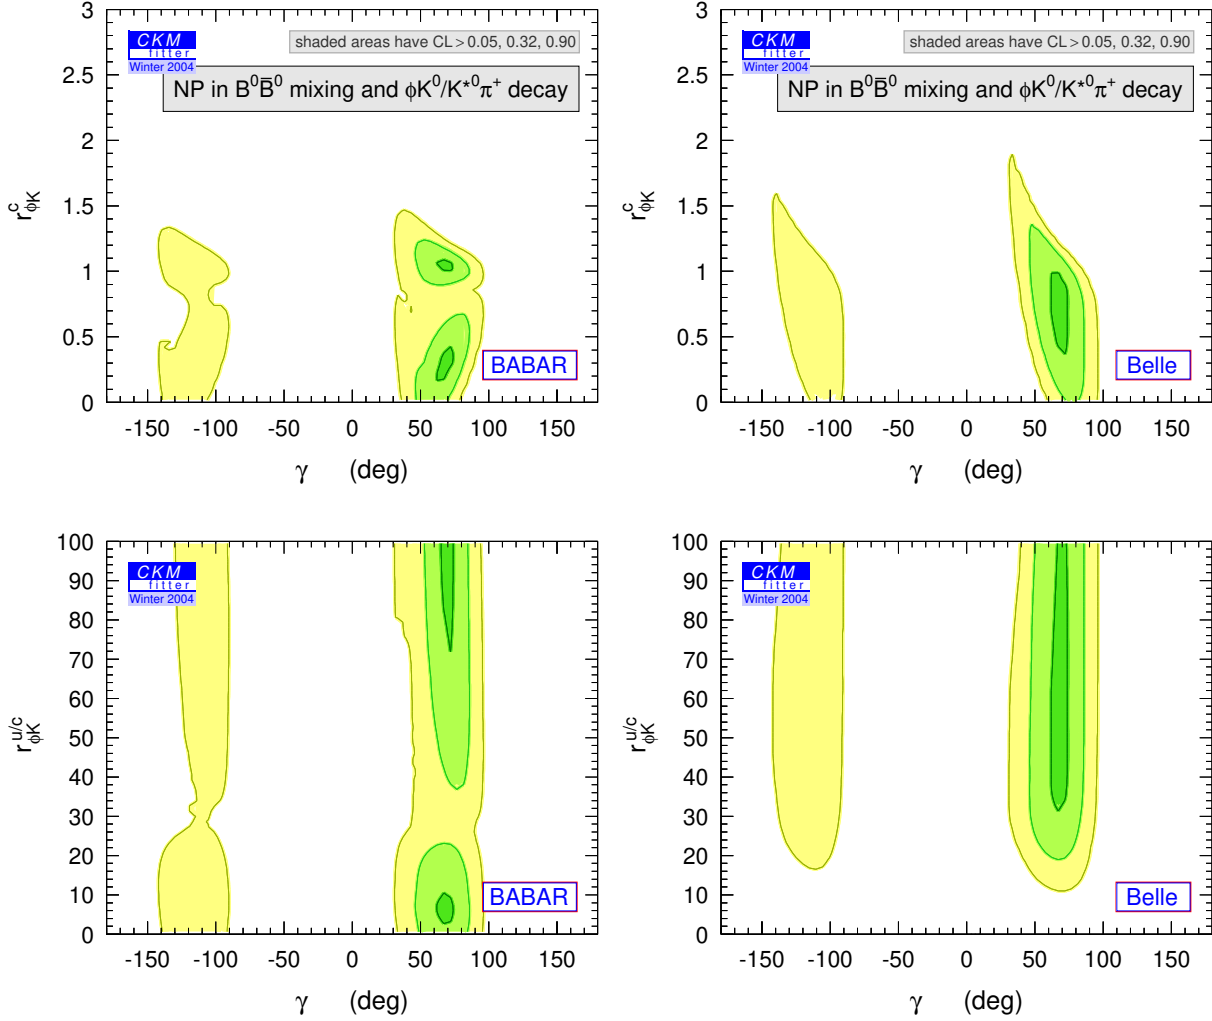 3
2.5
2
1.5
1
0.5
0
-150 -100 -50 0 50 100 150
γ (deg)
r^c_ϕK
CKM
fitter
Winter 2004
shaded areas have CL > 0.05, 0.32, 0.90
NP in B⁰B̅⁰ mixing and ϕK⁰/K*⁰π⁺ decay
BABAR
3
2.5
2
1.5
1
0.5
0
-150 -100 -50 0 50 100 150
γ (deg)
r^c_ϕK
CKM
fitter
Winter 2004
shaded areas have CL > 0.05, 0.32, 0.90
NP in B⁰B̅⁰ mixing and ϕK⁰/K*⁰π⁺ decay
Belle
100
90
80
70
60
50
40
30
20
10
0
-150 -100 -50 0 50 100 150
γ (deg)
r^u/c_ϕK
CKM
fitter
Winter 2004
BABAR
100
90
80
70
60
50
40
30
20
10
0
-150 -100 -50 0 50 100 150
γ (deg)
r^u/c_ϕK
CKM
fitter
Winter 2004
Belle